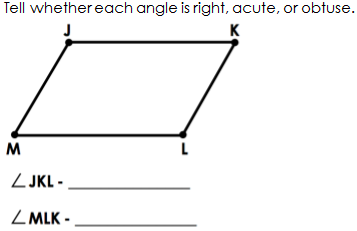 Tell whether each angle is right, acute, or obtuse.
J K
M L
∠JKL - ____________
∠MLK - ____________